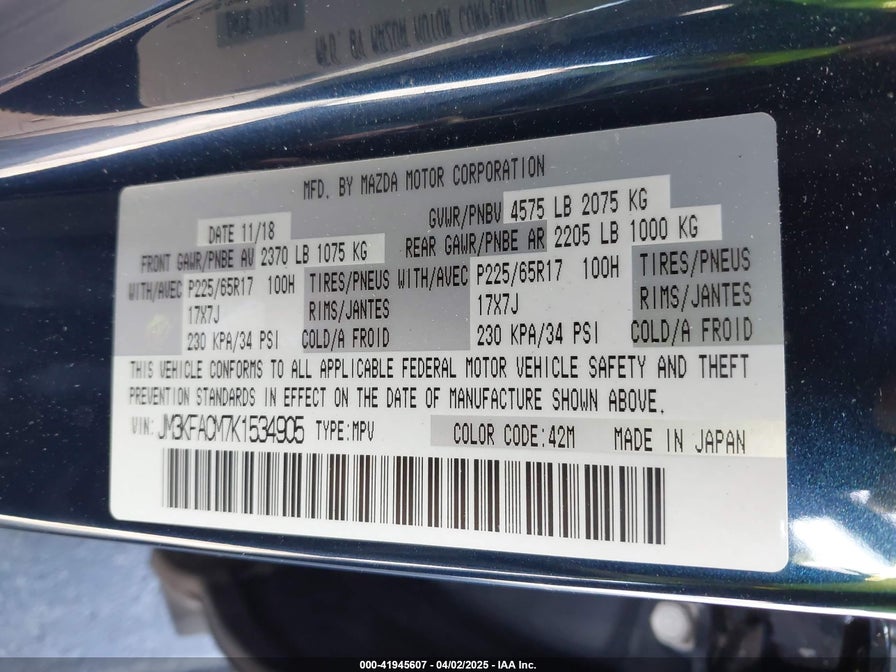 MFD. BY MAZDA MOTOR CORPORATION
DATE 11/18 GVWR/PNBV 4575 LB 2075 KG
FRONT GAWR/PNBE AV 2370 LB 1075 KG REAR GAWR/PNBE AR 2205 LB 1000 KG
WITH/AVEC P225/65R17 100H TIRES/PNEUS WITH/AVEC P225/65R17 100H TIRES/PNEUS
17X7J RIMS/JANTES 17X7J RIMS/JANTES
230 KPA/34 PSI COLD/A FROID 230 KPA/34 PSI COLD/A FROID
THIS VEHICLE CONFORMS TO ALL APPLICABLE FEDERAL MOTOR VEHICLE SAFETY AND THEFT
PREVENTION STANDARDS IN EFFECT ON THE DATE OF MANUFACTURE SHOWN ABOVE.
VIN: JM3KFACM7K1534905 TYPE:MPV COLOR CODE:42M MADE IN JAPAN
000-41945607 - 04/02/2025 - IAA Inc.